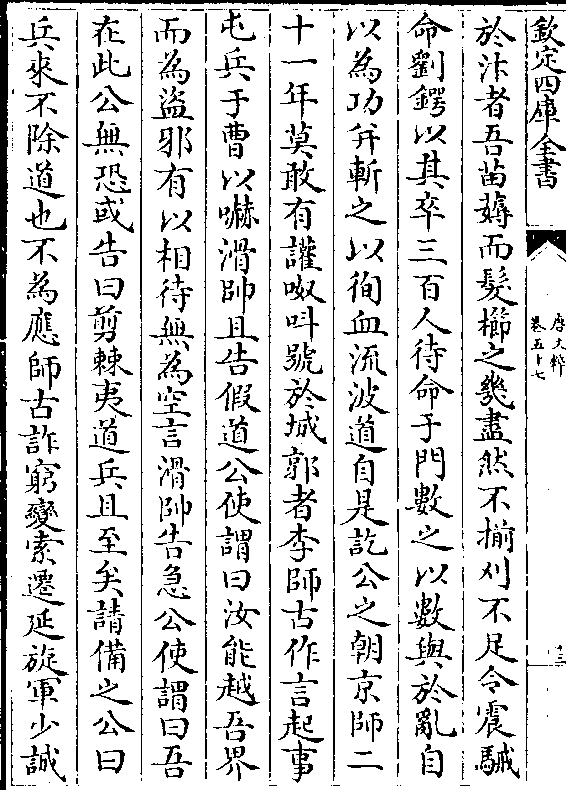 欽定四庫全書
唐文粹
卷五十七
十三
於汴者吾苗薅而髮櫛之幾盡然不揃刈不足令震駴
命劉鍔以其卒三百人待命于門數之以數與於亂自
以為功并斬之以徇血流波道自是訖公之朝京師二
十一年莫敢有讙呶叫號於城郭者李師古作言起事
屯兵于曹以嚇滑帥且告假道公使謂曰汝能越吾界
而為盜邪有以相待無為空言滑帥告急公使謂曰吾
在此公無恐或告曰剪棘夷道兵且至矣請備之公曰
兵來不除道也不為應師古詐窮變索遷延旋軍少誠